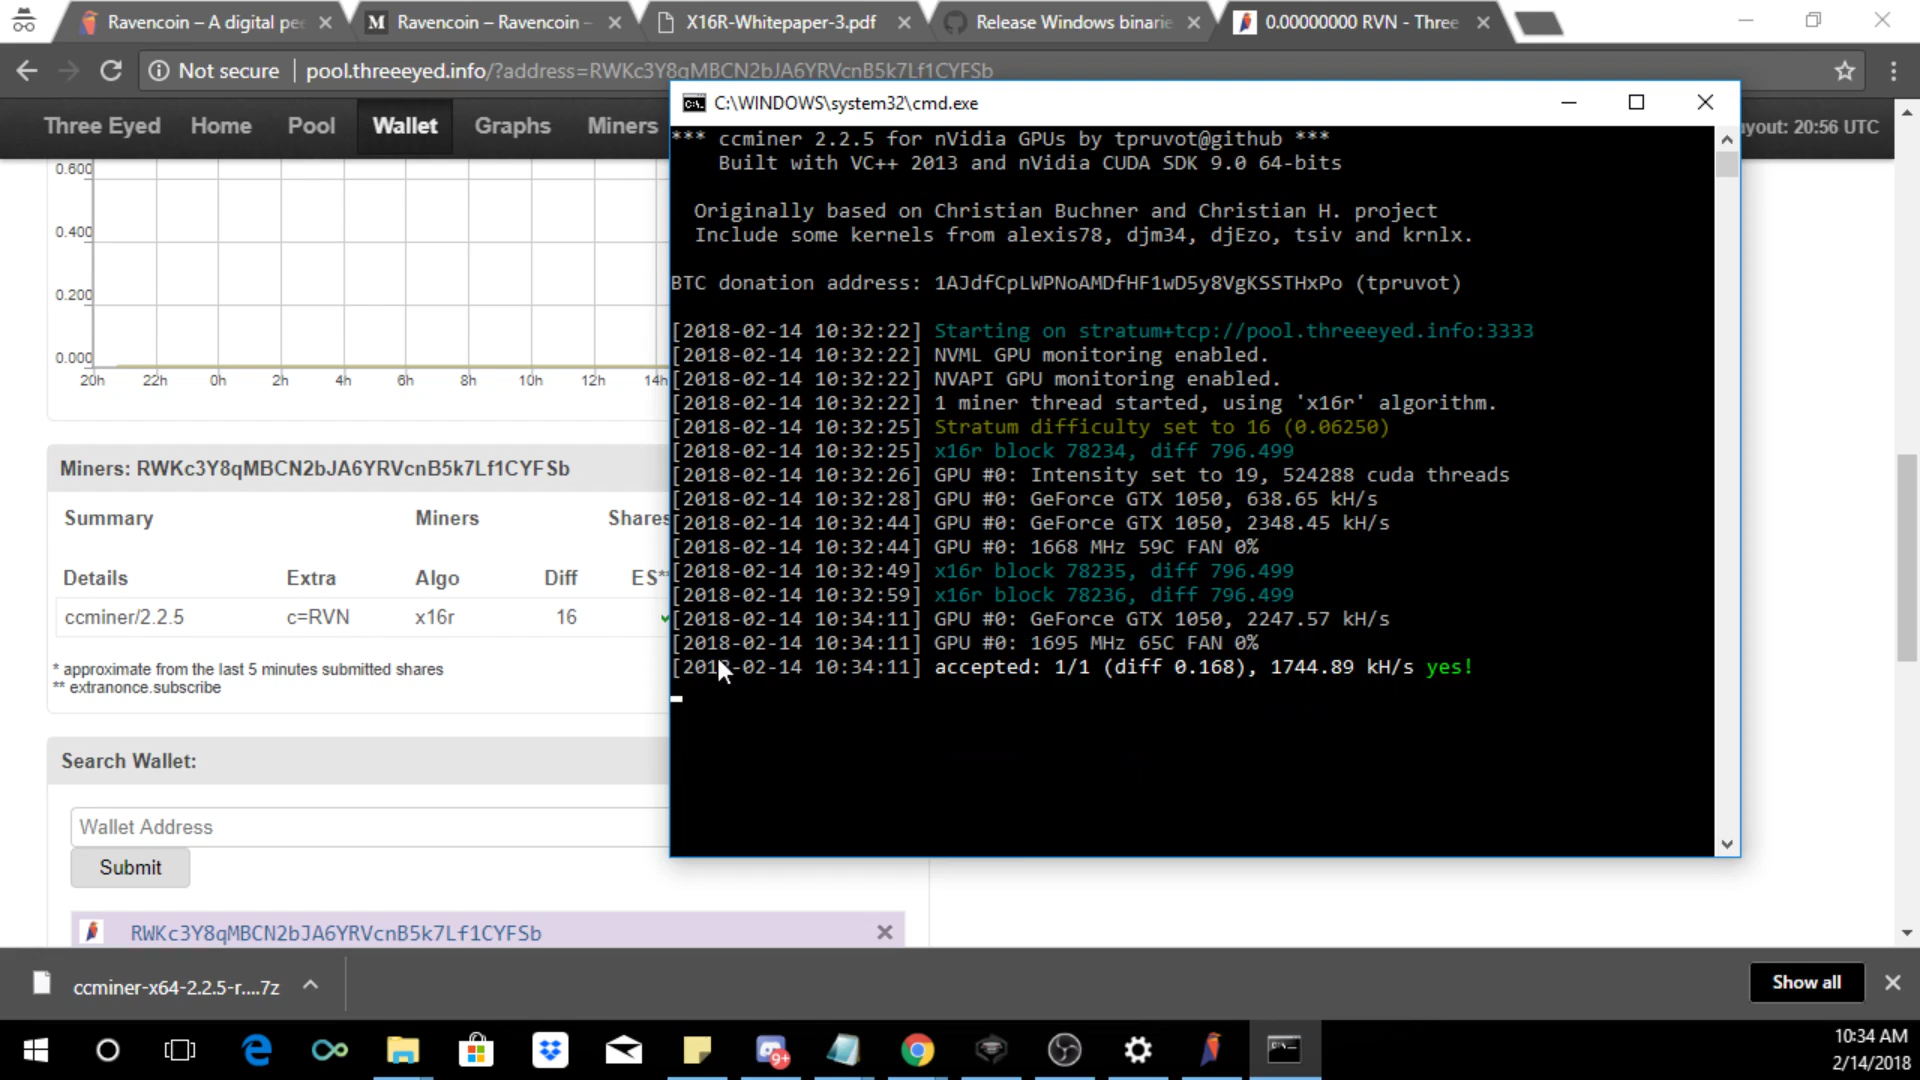 Ravencoin – A digital pe
Ravencoin – Ravencoin –
X16R-Whitepaper-3.pdf
Release Windows binarie
0.00000000 RVN - Three
Not secure
pool.threeeyed.info/?address=RWKc3Y8qMBCN2bJA6YRVcnB5k7Lf1CYFSb
Three Eyed
Home
Pool
Wallet
Graphs
Miners
yout: 20:56 UTC
0.600
0.400
0.200
0.000
20h 22h 0h 2h 4h 6h 8h 10h 12h 14h
Miners: RWKc3Y8qMBCN2bJA6YRVcnB5k7Lf1CYFSb
Summary Miners Shares
Details Extra Algo Diff ES**
ccminer/2.2.5 c=RVN x16r 16
* approximate from the last 5 minutes submitted shares
** extranonce.subscribe
Search Wallet:
Wallet Address
Submit
RWKc3Y8qMBCN2bJA6YRVcnB5k7Lf1CYFSb
C:\WINDOWS\system32\cmd.exe
*** ccminer 2.2.5 for nVidia GPUs by tpruvot@github ***
Built with VC++ 2013 and nVidia CUDA SDK 9.0 64-bits
Originally based on Christian Buchner and Christian H. project
Include some kernels from alexis78, djm34, djEzo, tsiv and krnlx.
BTC donation address: 1AJdfCpLWPNoAMDfHF1wD5y8VgKSSTHxPo (tpruvot)
[2018-02-14 10:32:22] Starting on stratum+tcp://pool.threeeyed.info:3333
[2018-02-14 10:32:22] NVML GPU monitoring enabled.
[2018-02-14 10:32:22] NVAPI GPU monitoring enabled.
[2018-02-14 10:32:22] 1 miner thread started, using 'x16r' algorithm.
[2018-02-14 10:32:25] Stratum difficulty set to 16 (0.06250)
[2018-02-14 10:32:25] x16r block 78234, diff 796.499
[2018-02-14 10:32:26] GPU #0: Intensity set to 19, 524288 cuda threads
[2018-02-14 10:32:28] GPU #0: GeForce GTX 1050, 638.65 kH/s
[2018-02-14 10:32:44] GPU #0: GeForce GTX 1050, 2348.45 kH/s
[2018-02-14 10:32:44] GPU #0: 1668 MHz 59C FAN 0%
[2018-02-14 10:32:49] x16r block 78235, diff 796.499
[2018-02-14 10:32:59] x16r block 78236, diff 796.499
[2018-02-14 10:34:11] GPU #0: GeForce GTX 1050, 2247.57 kH/s
[2018-02-14 10:34:11] GPU #0: 1695 MHz 65C FAN 0%
[2018-02-14 10:34:11] accepted: 1/1 (diff 0.168), 1744.89 kH/s yes!
ccminer-x64-2.2.5-r....7z
Show all
9+
10:34 AM
2/14/2018